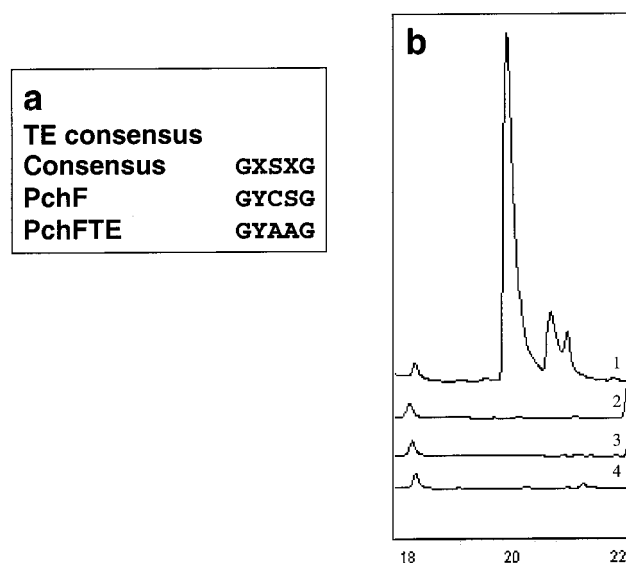 a
TE consensus
Consensus GXSXG
PchF GYCSG
PchFTE GYAAG
b
1
2
3
4
18 20 22